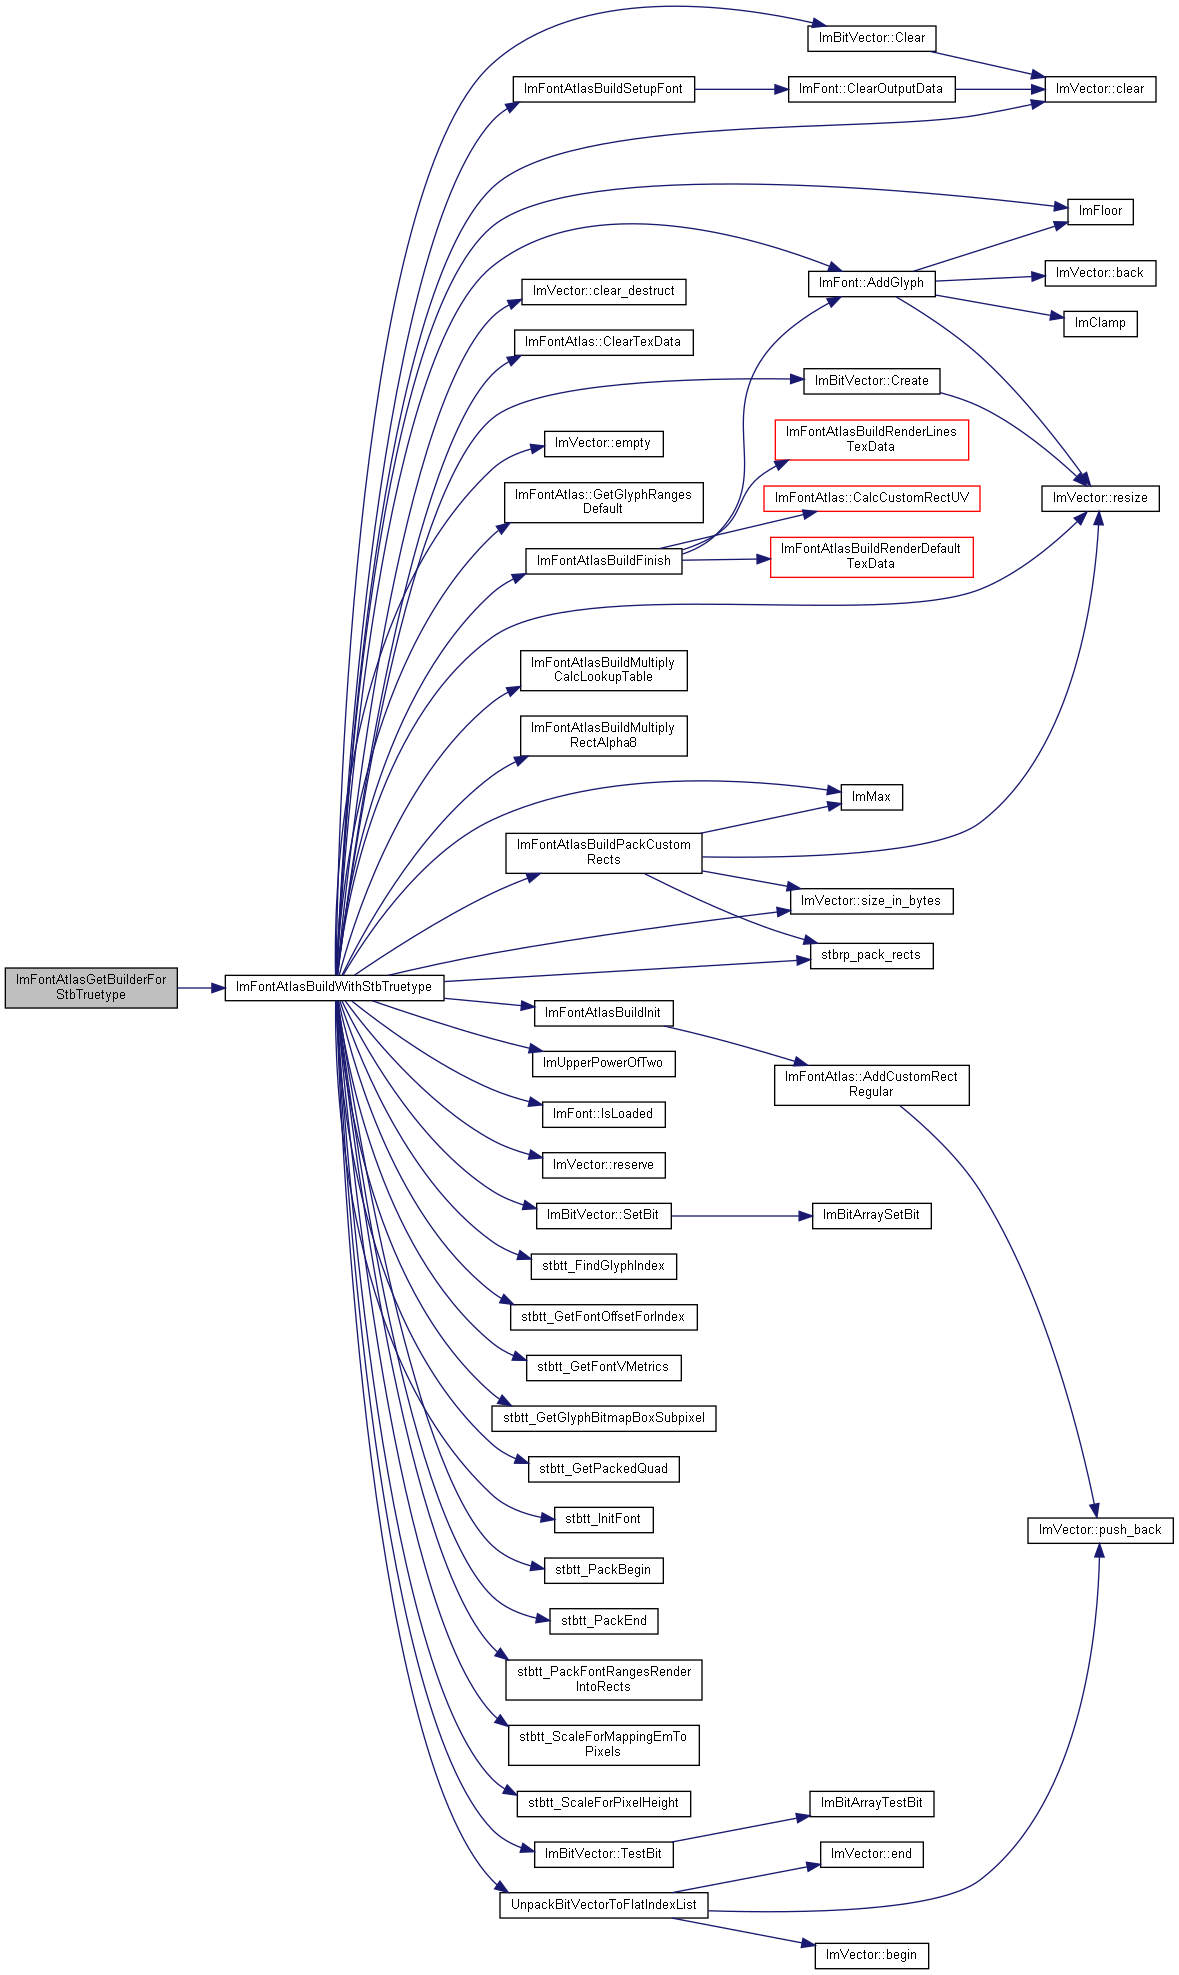 ImBitVector::Clear
ImFontAtlasBuildSetupFont
ImFont::ClearOutputData
ImVector::clear
ImFloor
ImVector::back
ImFont::AddGlyph
ImVector::clear_destruct
ImClamp
ImFontAtlas::ClearTexData
ImBitVector::Create
ImFontAtlasBuildRenderLines
TexData
ImVector::empty
ImFontAtlas::GetGlyphRanges
Default
ImFontAtlas::CalcCustomRectUV
ImVector::resize
ImFontAtlasBuildFinish
ImFontAtlasBuildRenderDefault
TexData
ImFontAtlasBuildMultiply
CalcLookupTable
ImFontAtlasBuildMultiply
RectAlpha8
ImMax
ImFontAtlasBuildPackCustom
Rects
ImVector::size_in_bytes
stbrp_pack_rects
ImFontAtlasGetBuilderFor
StbTruetype
ImFontAtlasBuildWithStbTruetype
ImFontAtlasBuildInit
ImUpperPowerOfTwo
ImFontAtlas::AddCustomRect
Regular
ImFont::IsLoaded
ImVector::reserve
ImBitVector::SetBit
ImBitArraySetBit
stbtt_FindGlyphIndex
stbtt_GetFontOffsetForIndex
stbtt_GetFontVMetrics
stbtt_GetGlyphBitmapBoxSubpixel
stbtt_GetPackedQuad
stbtt_InitFont
ImVector::push_back
stbtt_PackBegin
stbtt_PackEnd
stbtt_PackFontRangesRender
IntoRects
stbtt_ScaleForMappingEmTo
Pixels
stbtt_ScaleForPixelHeight
ImBitArrayTestBit
ImBitVector::TestBit
ImVector::end
UnpackBitVectorToFlatIndexList
ImVector::begin